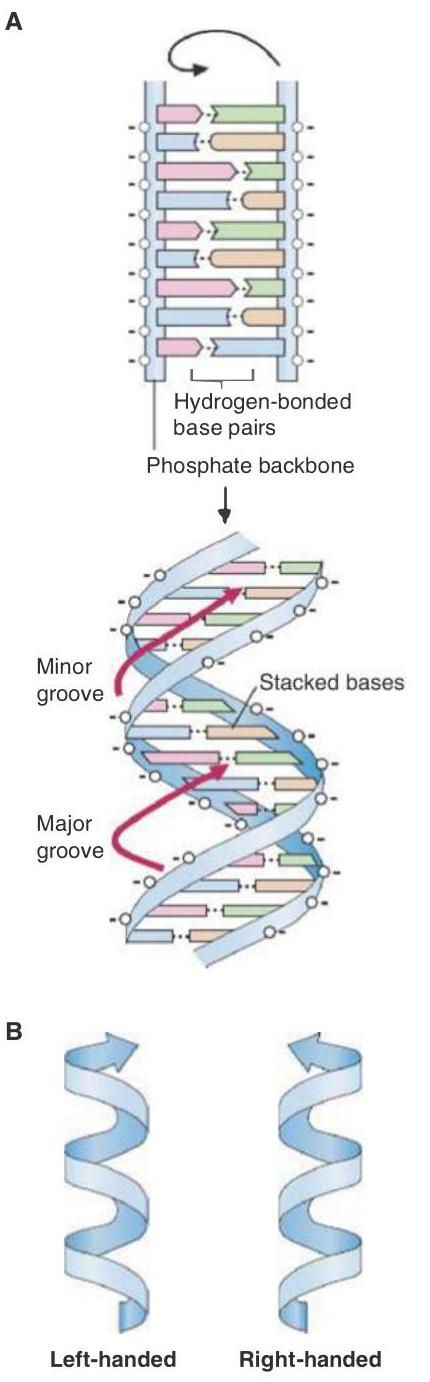 A
Hydrogen-bonded
base pairs
Phosphate backbone
Minor
groove
Stacked bases
Major
groove
B
Left-handed
Right-handed